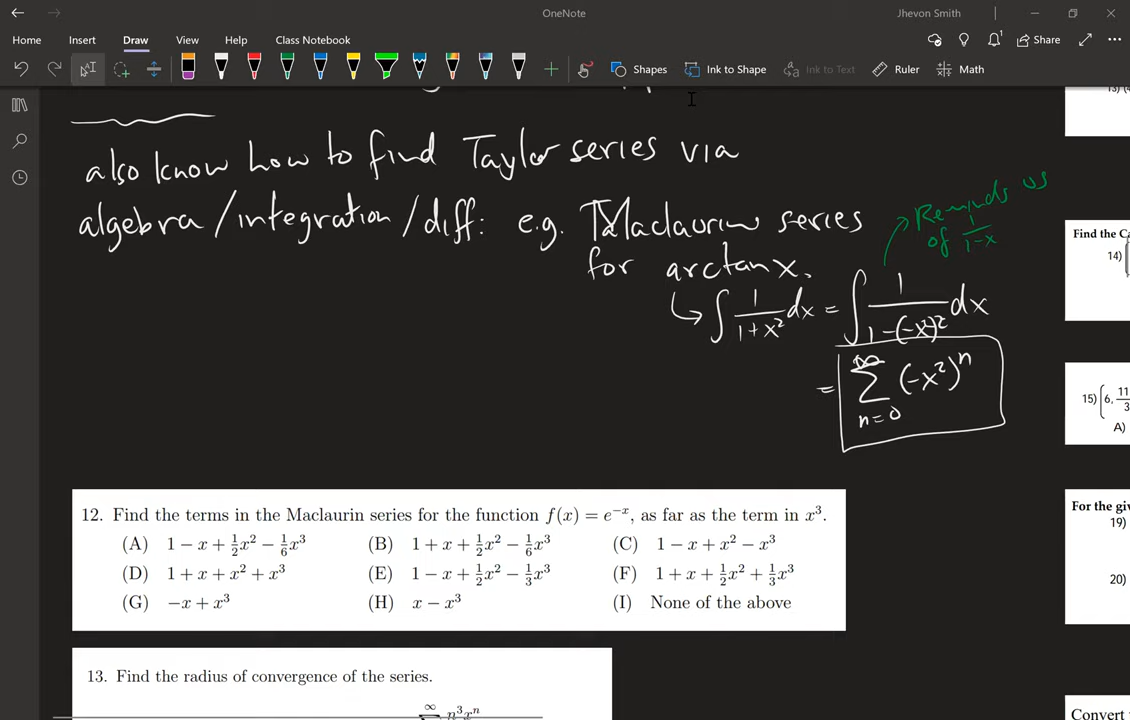 OneNote
Jhevon Smith
Home Insert Draw View Help Class Notebook
Share
Shapes Ink to Shape Ink to Text Ruler Math
also know how to find Taylor series via
algebra/integration/diff: e.g. Maclaurin series
for arctan x.
Reminds us
of 1/(1-x)
↳ ∫ 1/(1+x²) dx = ∫ 1/(1-(-x)²) dx
= ∑_{n=0}^{∞} (-x²)^n
12. Find the terms in the Maclaurin series for the function f(x) = e^{-x}, as far as the term in x³.
(A) 1 − x + ½x² − ⅙x³ (B) 1 + x + ½x² − ⅙x³ (C) 1 − x + x² − x³
(D) 1 + x + x² + x³ (E) 1 − x + ½x² − ⅓x³ (F) 1 + x + ½x² + ⅓x³
(G) −x + x³ (H) x − x³ (I) None of the above
13. Find the radius of convergence of the series.
∞ n³xⁿ
13)
Find the Ca
14)
15) (6, 11/3
A)
For the giv
19)
20)
Convert